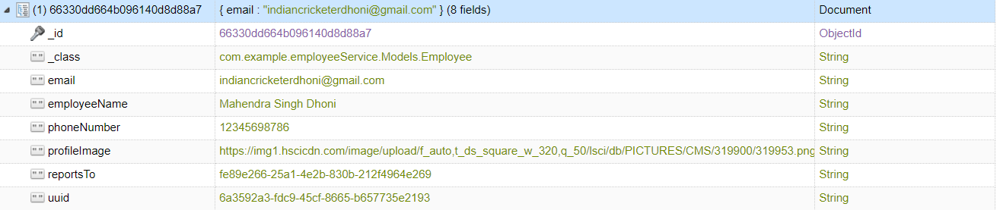 (1) 66330dd664b096140d8d88a7 { email : "indiancricketerdhoni@gmail.com" } (8 fields) Document
_id 66330dd664b096140d8d88a7 ObjectId
_class com.example.employeeService.Models.Employee String
email indiancricketerdhoni@gmail.com String
employeeName Mahendra Singh Dhoni String
phoneNumber 12345698786 String
profileImage https://img1.hscicdn.com/image/upload/f_auto,t_ds_square_w_320,q_50/lsci/db/PICTURES/CMS/319900/319953.png String
reportsTo fe89e266-25a1-4e2b-830b-212f4964e269 String
uuid 6a3592a3-fdc9-45cf-8665-b657735e2193 String